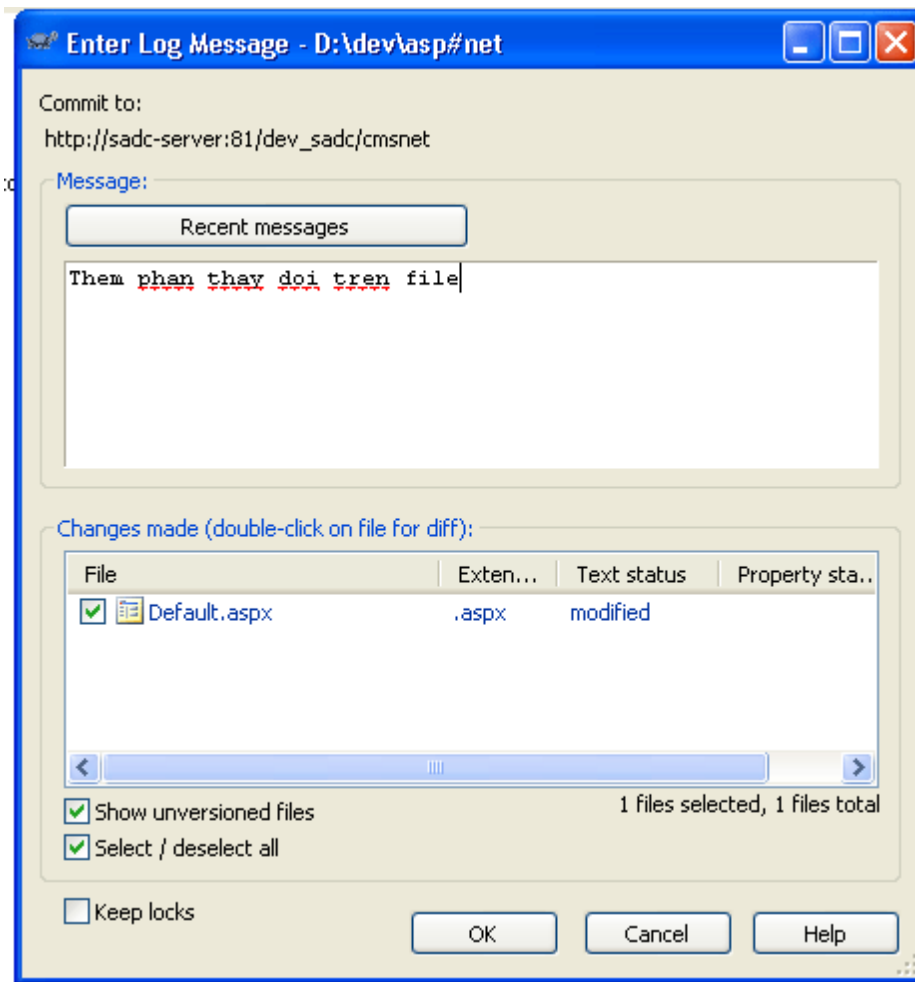 Enter Log Message - D:\dev\asp#net
Commit to:
http://sadc-server:81/dev_sadc/cmsnet
Message:
Recent messages
Them phan thay doi tren file
Changes made (double-click on file for diff):
File Exten... Text status Property sta..
Default.aspx .aspx modified
Show unversioned files 1 files selected, 1 files total
Select / deselect all
Keep locks OK Cancel Help